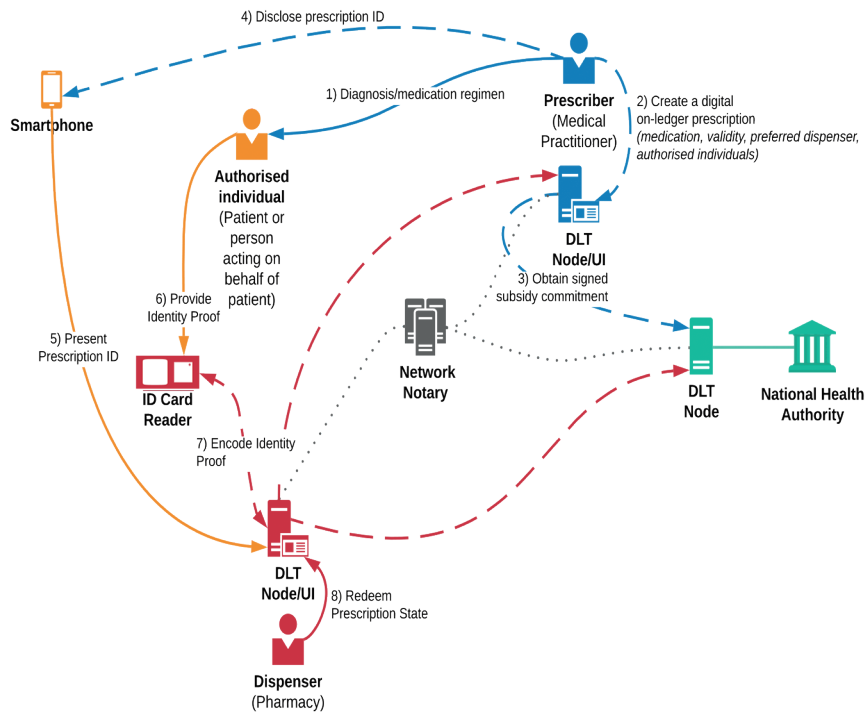 4) Disclose prescription ID
Smartphone
1) Diagnosis/medication regimen
Prescriber
(Medical
Practitioner)
2) Create a digital
on-ledger prescription
(medication, validity, preferred dispenser,
authorised individuals)
Authorised
individual
(Patient or
person
acting on
behalf of
patient)
DLT
Node/UI
3) Obtain signed
subsidy commitment
6) Provide
Identity Proof
5) Present
Prescription ID
Network
Notary
DLT
Node
National Health
Authority
ID Card
Reader
7) Encode Identity
Proof
DLT
Node/UI
8) Redeem
Prescription State
Dispenser
(Pharmacy)